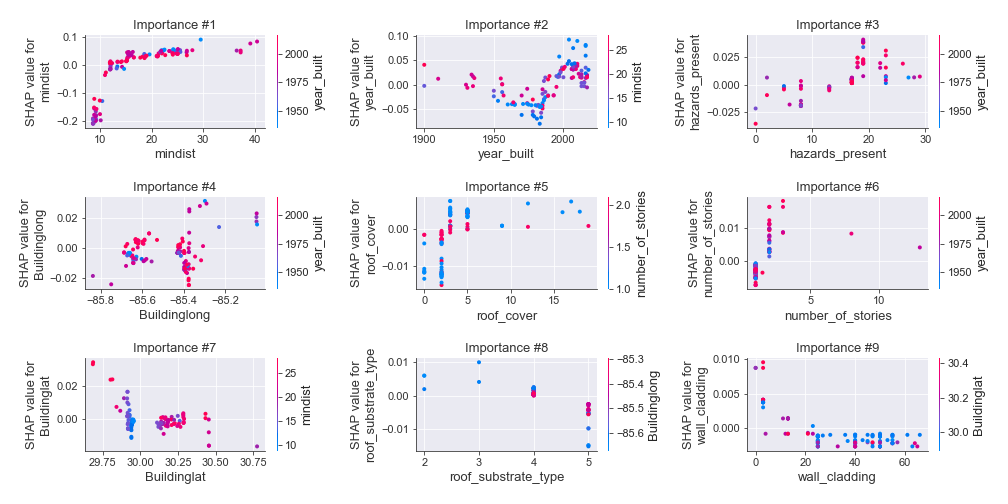 Importance #1
SHAP value for
mindist
0.1
0.0
−0.1
−0.2
10
20
30
40
mindist
2000
1975
1950
year_built
Importance #2
SHAP value for
year_built
0.10
0.05
0.00
−0.05
1900
1950
2000
year_built
25
20
15
10
mindist
Importance #3
SHAP value for
hazards_present
0.025
0.000
−0.025
0
10
20
30
hazards_present
2000
1975
1950
year_built
Importance #4
SHAP value for
Buildinglong
0.02
0.00
−0.02
−85.8
−85.6
−85.4
−85.2
Buildinglong
2000
1975
1950
year_built
Importance #5
SHAP value for
roof_cover
0.00
−0.01
0
5
10
15
roof_cover
2.0
1.5
1.0
number_of_stories
Importance #6
SHAP value for
number_of_stories
0.01
0.00
5
10
number_of_stories
2000
1975
1950
year_built
Importance #7
SHAP value for
Buildinglat
0.02
0.00
29.75
30.00
30.25
30.50
30.75
Buildinglat
25
20
15
10
mindist
Importance #8
SHAP value for
roof_substrate_type
0.01
0.00
−0.01
2
3
4
5
roof_substrate_type
−85.3
−85.4
−85.5
−85.6
Buildinglong
Importance #9
SHAP value for
wall_cladding
0.010
0.005
0.000
0
20
40
60
wall_cladding
30.4
30.2
30.0
Buildinglat